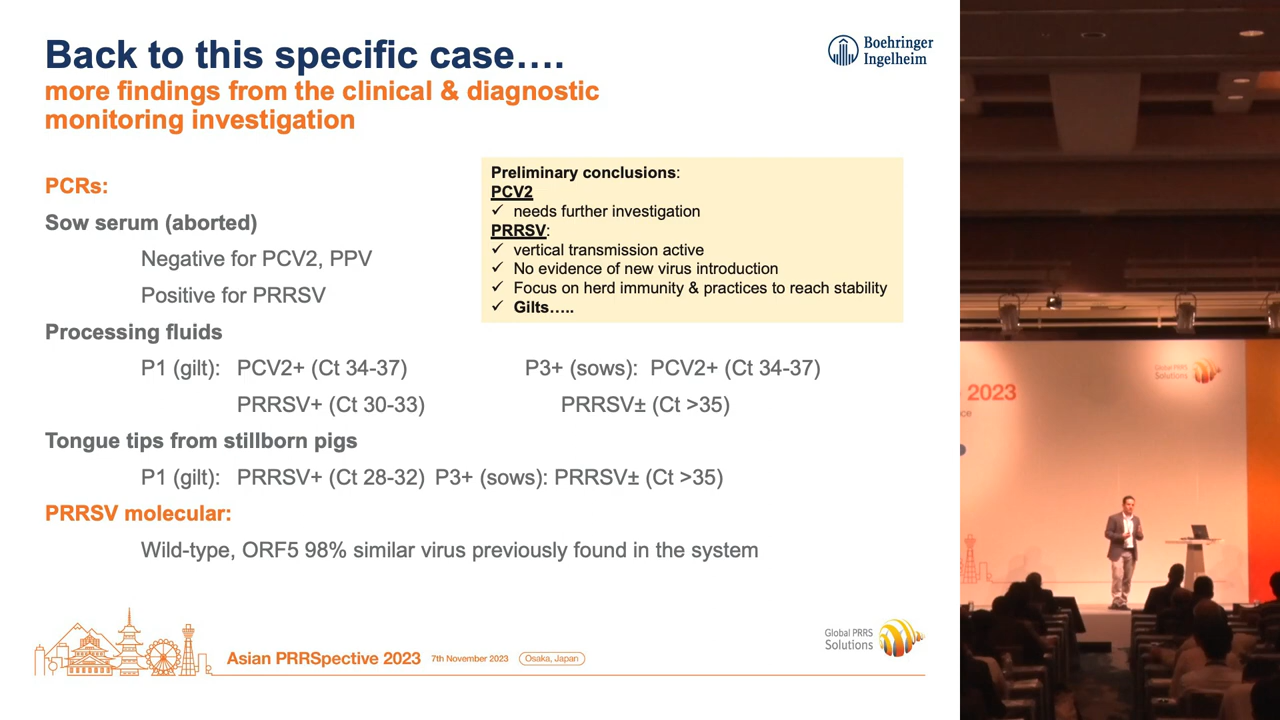 Back to this specific case….
more findings from the clinical & diagnostic
monitoring investigation
Boehringer
Ingelheim
PCRs:
Sow serum (aborted)
Negative for PCV2, PPV
Positive for PRRSV
Preliminary conclusions:
PCV2
✓ needs further investigation
PRRSV:
✓ vertical transmission active
✓ No evidence of new virus introduction
✓ Focus on herd immunity & practices to reach stability
✓ Gilts…..
Processing fluids
P1 (gilt): PCV2+ (Ct 34-37) P3+ (sows): PCV2+ (Ct 34-37)
PRRSV+ (Ct 30-33) PRRSV± (Ct >35)
Tongue tips from stillborn pigs
P1 (gilt): PRRSV+ (Ct 28-32) P3+ (sows): PRRSV± (Ct >35)
PRRSV molecular:
Wild-type, ORF5 98% similar virus previously found in the system
Asian PRRSpective 2023 7th November 2023 Osaka, Japan
Global PRRS
Solutions
Global PRRS
Solutions
2023